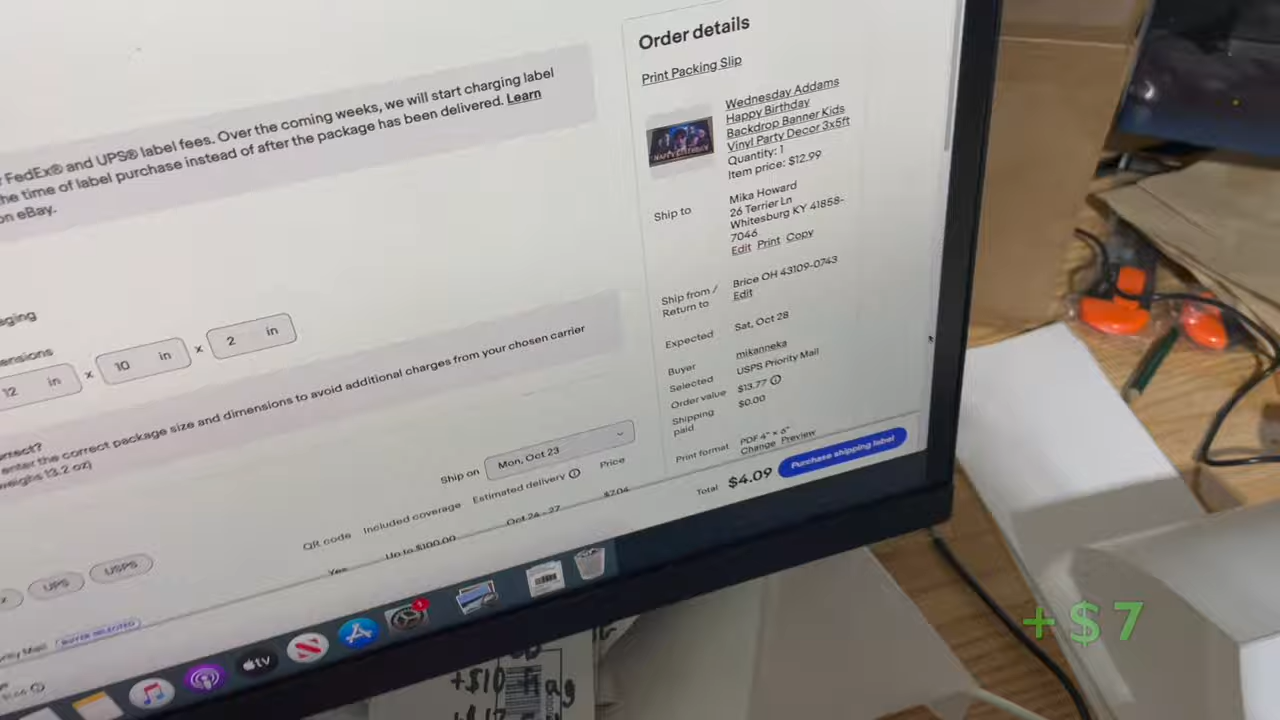 Order details
Print Packing Slip
Wednesday Addams
Happy Birthday
Backdrop Banner Kids
Vinyl Party Decor 3x5ft
Quantity: 1
Item price: $12.99
Ship to
Mika Howard
26 Terrier Ln
Whitesburg KY 41858-
7046
Edit Print Copy
Ship from /
Return to
Brice OH 43109-0743
Edit
Expected
Sat, Oct 28
Buyer
mikanneka
Selected
USPS Priority Mail
Order value
$13.77
Shipping
paid
$0.00
Print format
PDF 4" x 6"
Change Preview
Total $4.09
Purchase shipping label
FedEx® and UPS® label fees. Over the coming weeks, we will start charging label
the time of label purchase instead of after the package has been delivered. Learn
on eBay.
12 in x 10 in x 2 in
enter the correct package size and dimensions to avoid additional charges from your chosen carrier
Ship on Mon, Oct 23
QR code Included coverage Estimated delivery Price
Yes Up to $100.00 Oct 24 - 27 $7.04
UPS USPS
BUYER SELECTED
tv
1
+$10
+$7